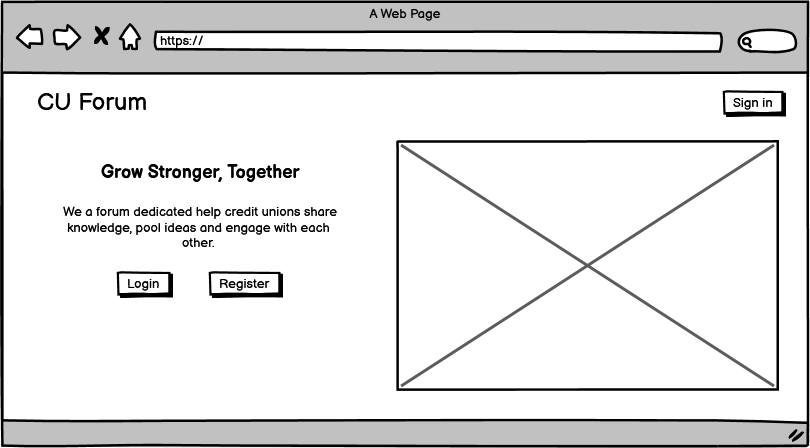 A Web Page
https://
CU Forum
Sign in
Grow Stronger, Together
We a forum dedicated help credit unions share
knowledge, pool ideas and engage with each
other.
Login
Register